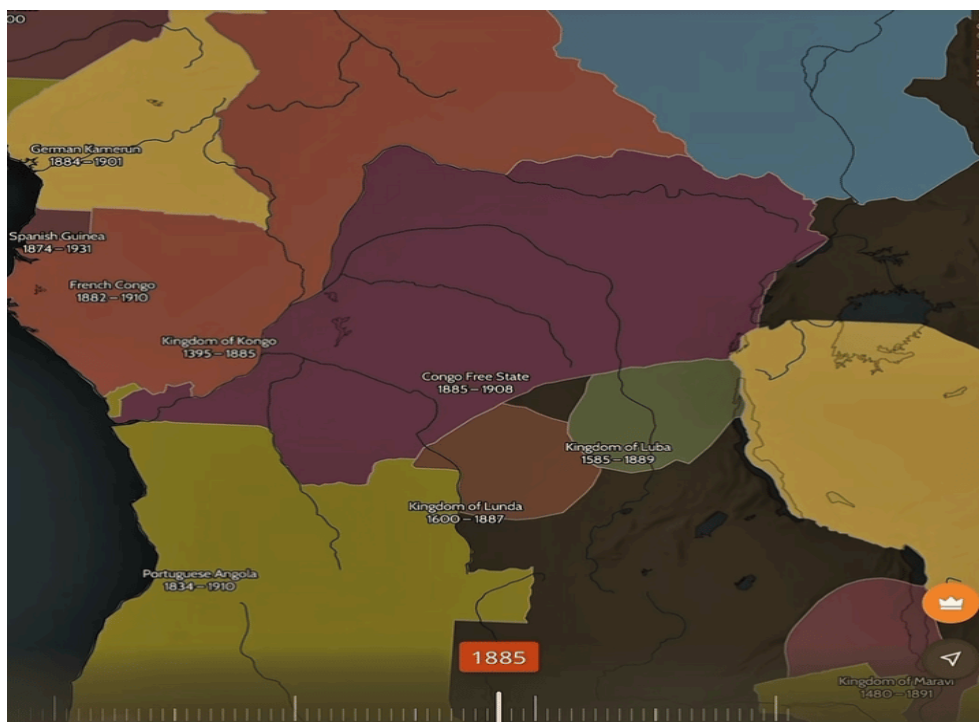 00
German Kamerun
1884 – 1901
Spanish Guinea
1874 – 1931
French Congo
1882 – 1910
Kingdom of Kongo
1395 – 1885
Congo Free State
1885 – 1908
Kingdom of Luba
1585 – 1889
Kingdom of Lunda
1600 – 1887
Portuguese Angola
1834 – 1910
1885
Kingdom of Maravi
1480 – 1891